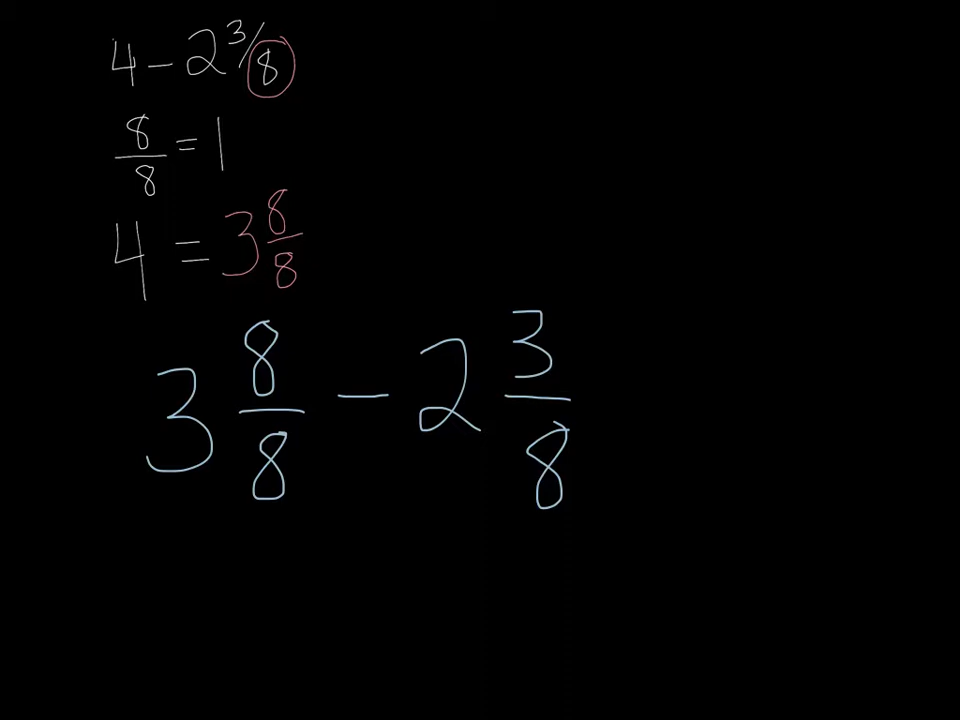 4 - 2 3/8
8/8 = 1
4 = 3 8/8
3 8/8 - 2 3/8